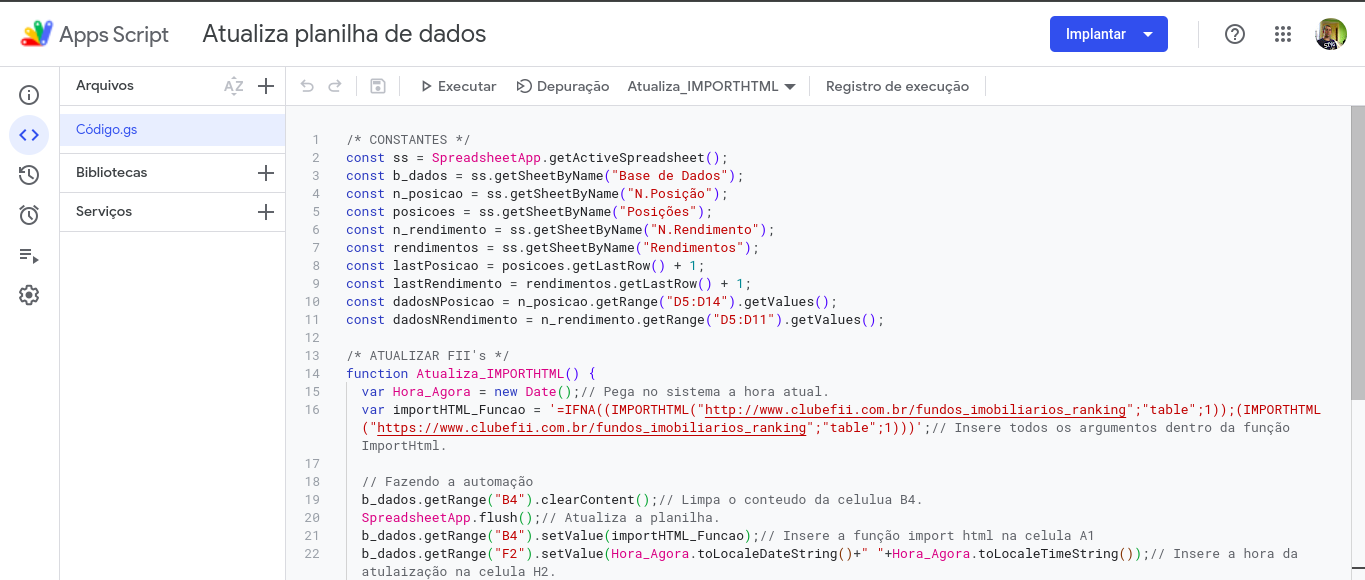 Apps Script
Atualiza planilha de dados
Implantar
Arquivos
AZ
Executar
Depuração
Atualiza_IMPORTHTML
Registro de execução
Código.gs
Bibliotecas
Serviços
1 /* CONSTANTES */
2 const ss = SpreadsheetApp.getActiveSpreadsheet();
3 const b_dados = ss.getSheetByName("Base de Dados");
4 const n_posicao = ss.getSheetByName("N.Posição");
5 const posicoes = ss.getSheetByName("Posições");
6 const n_rendimento = ss.getSheetByName("N.Rendimento");
7 const rendimentos = ss.getSheetByName("Rendimentos");
8 const lastPosicao = posicoes.getLastRow() + 1;
9 const lastRendimento = rendimentos.getLastRow() + 1;
10 const dadosNPosicao = n_posicao.getRange("D5:D14").getValues();
11 const dadosNRendimento = n_rendimento.getRange("D5:D11").getValues();
12
13 /* ATUALIZAR FII's */
14 function Atualiza_IMPORTHTML() {
15 var Hora_Agora = new Date();// Pega no sistema a hora atual.
16 var importHTML_Funcao = '=IFNA((IMPORTHTML("http://www.clubefii.com.br/fundos_imobiliarios_ranking";"table";1));(IMPORTHTML
("https://www.clubefii.com.br/fundos_imobiliarios_ranking";"table";1)))';// Insere todos os argumentos dentro da função
ImportHtml.
17
18 // Fazendo a automação
19 b_dados.getRange("B4").clearContent();// Limpa o conteudo da celulua B4.
20 SpreadsheetApp.flush();// Atualiza a planilha.
21 b_dados.getRange("B4").setValue(importHTML_Funcao);// Insere a função import html na celula A1
22 b_dados.getRange("F2").setValue(Hora_Agora.toLocaleDateString()+" "+Hora_Agora.toLocaleTimeString());// Insere a hora da
atulaização na celula H2.